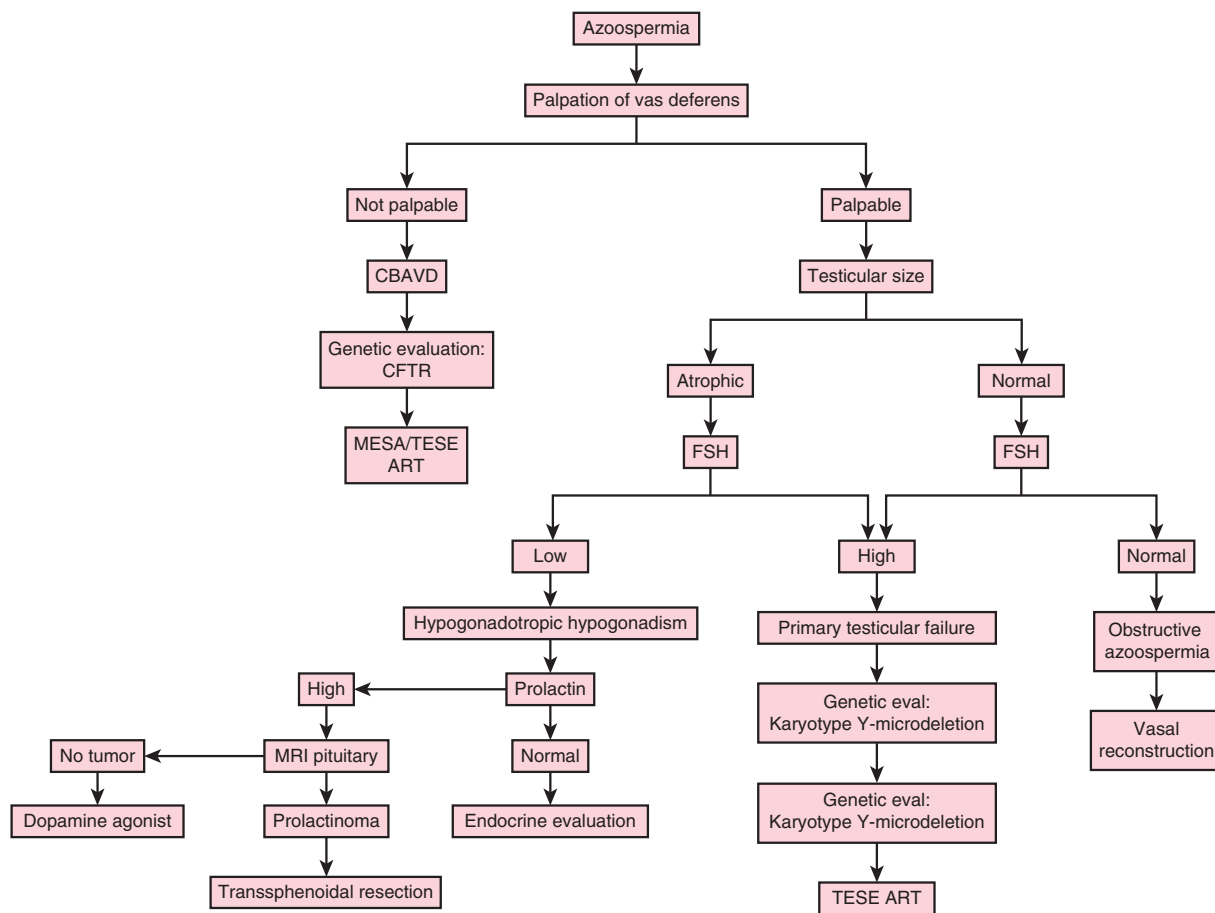 Azoospermia
Palpation of vas deferens
Not palpable
Palpable
CBAVD
Testicular size
Genetic evaluation:
CFTR
Atrophic
Normal
MESA/TESE
ART
FSH
FSH
Low
High
Normal
Hypogonadotropic hypogonadism
Primary testicular failure
Obstructive
azoospermia
High
Prolactin
Genetic eval:
Karyotype Y-microdeletion
Vasal
reconstruction
No tumor
MRI pituitary
Normal
Genetic eval:
Karyotype Y-microdeletion
Dopamine agonist
Prolactinoma
Endocrine evaluation
Transsphenoidal resection
TESE ART